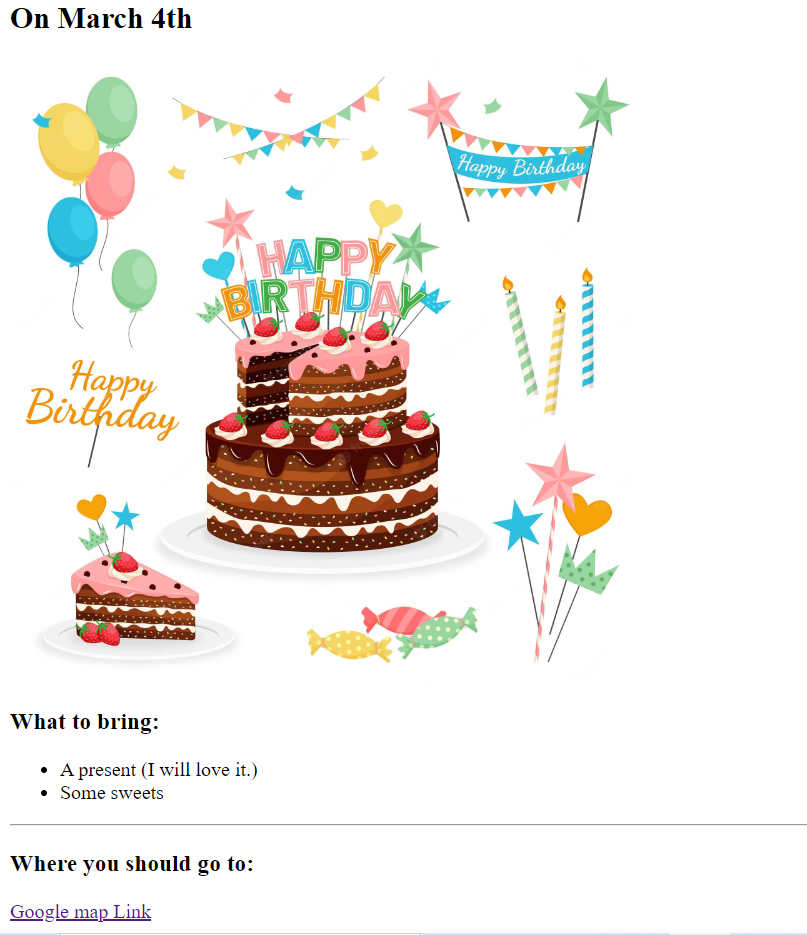 On March 4th
Happy Birthday
HAPPY
BIRTHDAY
Happy
Birthday
What to bring:
A present (I will love it.)
Some sweets
Where you should go to:
Google map Link